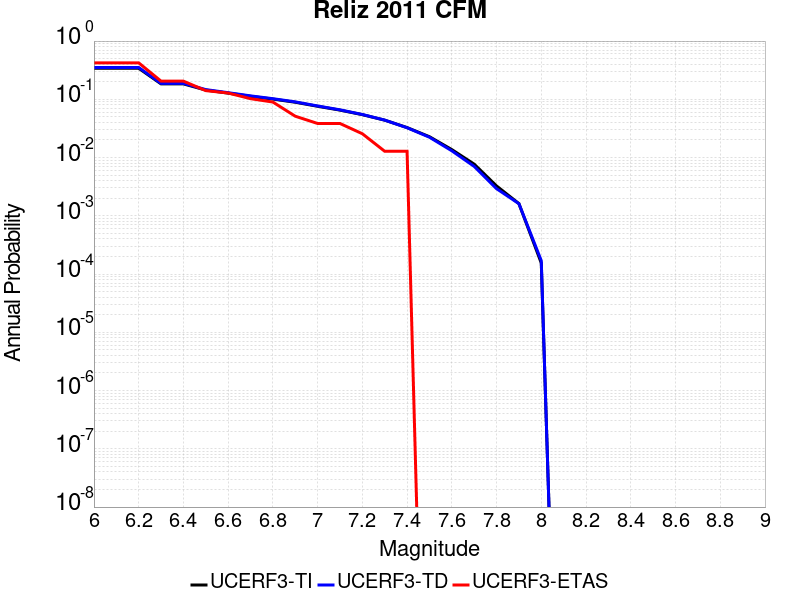 Reliz 2011 CFM
10^0
10^-1
10^-2
10^-3
10^-4
10^-5
10^-6
10^-7
10^-8
Annual Probability
6 6.2 6.4 6.6 6.8 7 7.2 7.4 7.6 7.8 8 8.2 8.4 8.6 8.8 9
Magnitude
UCERF3-TI UCERF3-TD UCERF3-ETAS